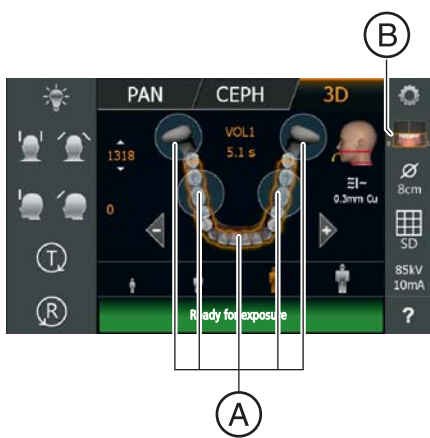 B
PAN / CEPH / 3D
VOL1
5.1 s
1318
0
0.3mm Cu
8cm
SD
85kV
10mA
T
R
Ready for exposure
?
A